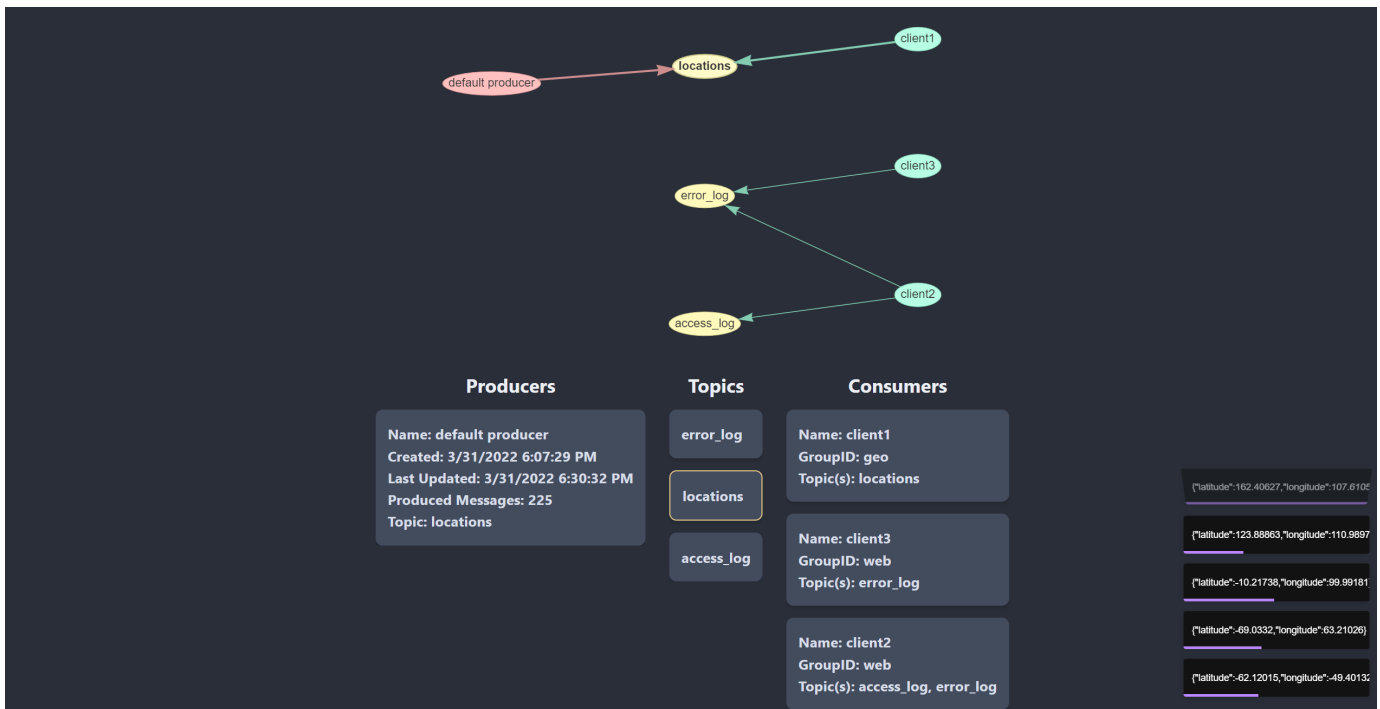 client1
locations
default producer
client3
error_log
client2
access_log
Producers
Name: default producer
Created: 3/31/2022 6:07:29 PM
Last Updated: 3/31/2022 6:30:32 PM
Produced Messages: 225
Topic: locations
Topics
error_log
locations
access_log
Consumers
Name: client1
GroupID: geo
Topic(s): locations
Name: client3
GroupID: web
Topic(s): error_log
Name: client2
GroupID: web
Topic(s): access_log, error_log
{"latitude":162.40627,"longitude":107.6105
{"latitude":123.88863,"longitude":110.9897
{"latitude":-10.21738,"longitude":99.99181
{"latitude":-69.0332,"longitude":63.21026}
{"latitude":-62.12015,"longitude":-49.40132